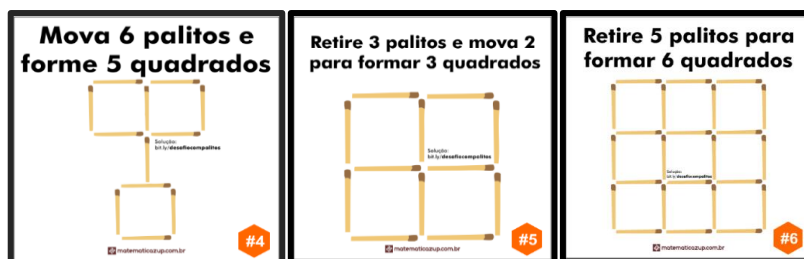 Mova 6 palitos e
forme 5 quadrados
Solução:
bit.ly/desafiocompalitos
matematicazup.com.br
#4
Retire 3 palitos e mova 2
para formar 3 quadrados
Solução:
bit.ly/desafiocompalitos
matematicazup.com.br
#5
Retire 5 palitos para
formar 6 quadrados
Solução:
bit.ly/desafiocompalitos
matematicazup.com.br
#6